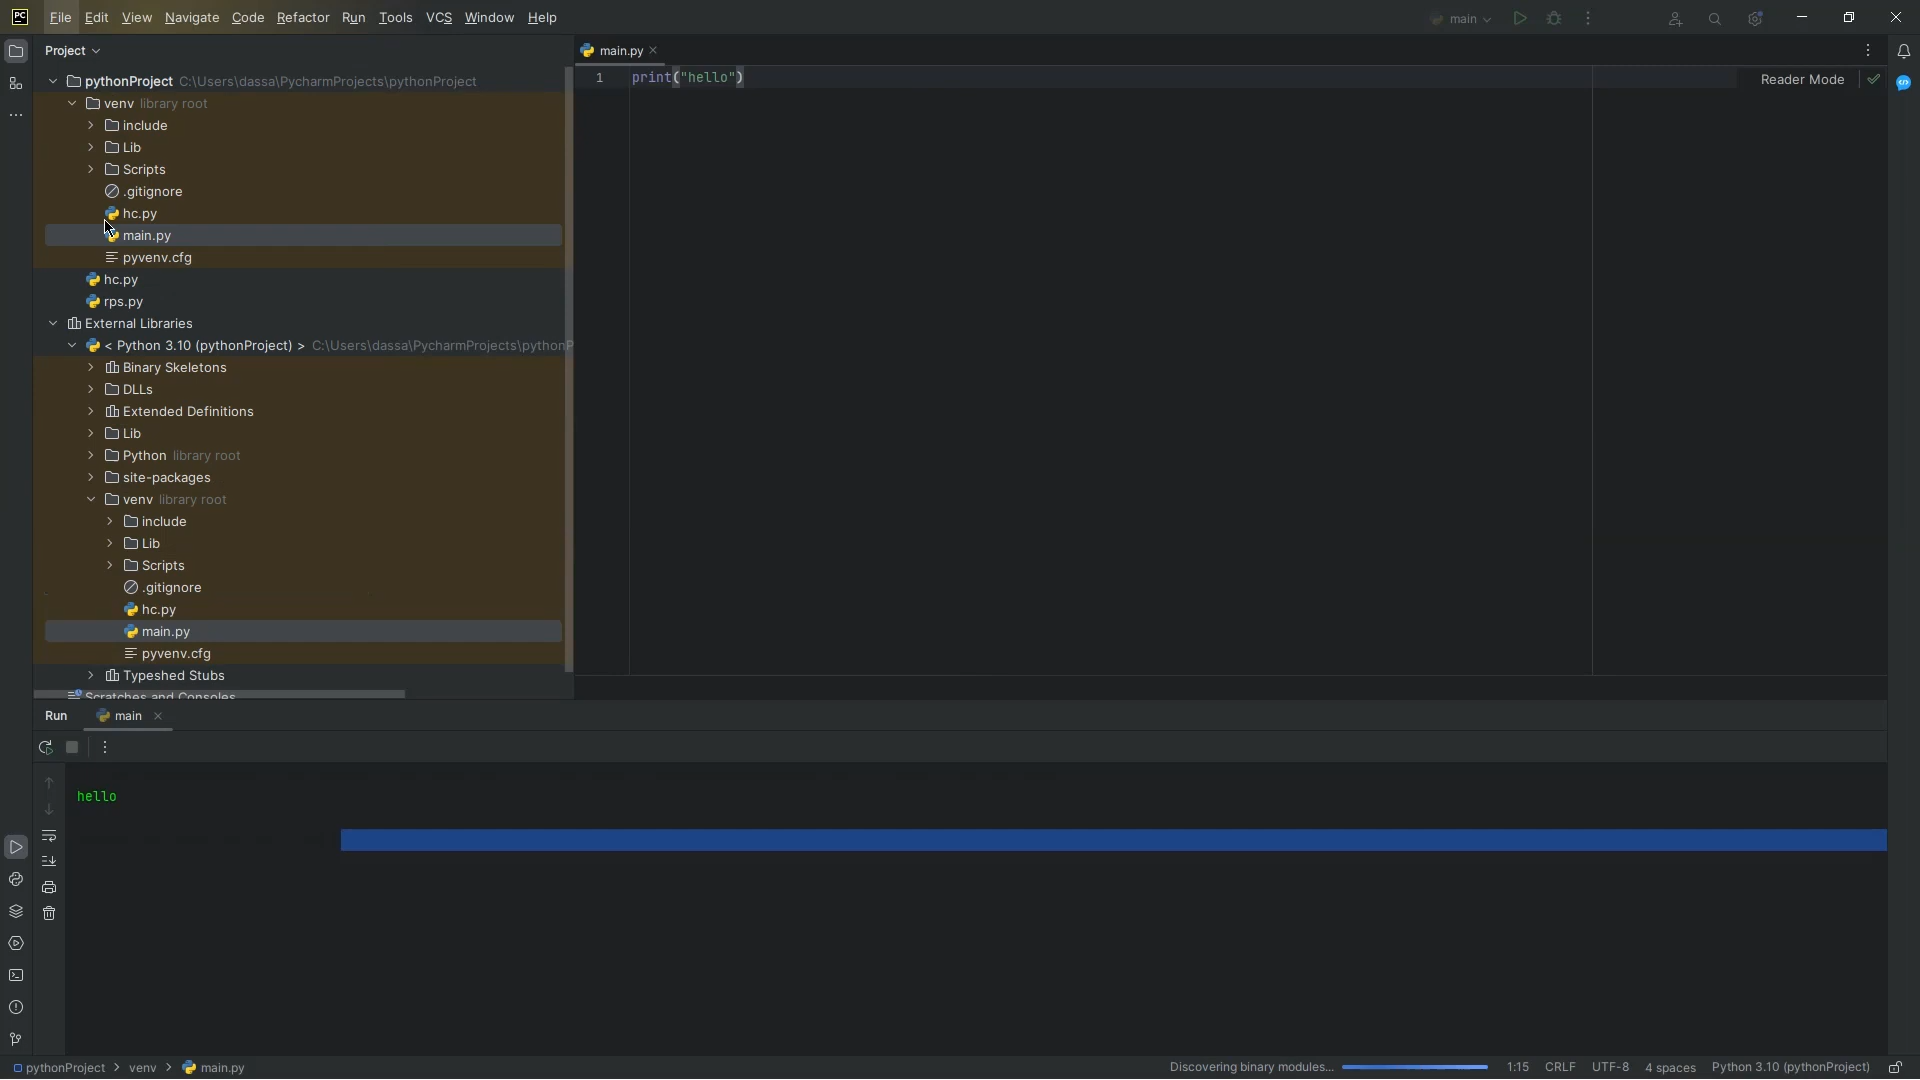 PC File Edit View Navigate Code Refactor Run Tools VCS Window Help main
Project main.py
pythonProject C:\Users\dassa\PycharmProjects\pythonProject 1 print("hello") Reader Mode
venv library root
include
Lib
Scripts
.gitignore
hc.py
main.py
pyvenv.cfg
hc.py
rps.py
External Libraries
< Python 3.10 (pythonProject) > C:\Users\dassa\PycharmProjects\pythonP
Binary Skeletons
DLLs
Extended Definitions
Lib
Python library root
site-packages
venv library root
include
Lib
Scripts
.gitignore
hc.py
main.py
pyvenv.cfg
Typeshed Stubs
Scratches and Consoles
Run main
hello
pythonProject > venv > main.py Discovering binary modules... 1:15 CRLF UTF-8 4 spaces Python 3.10 (pythonProject)